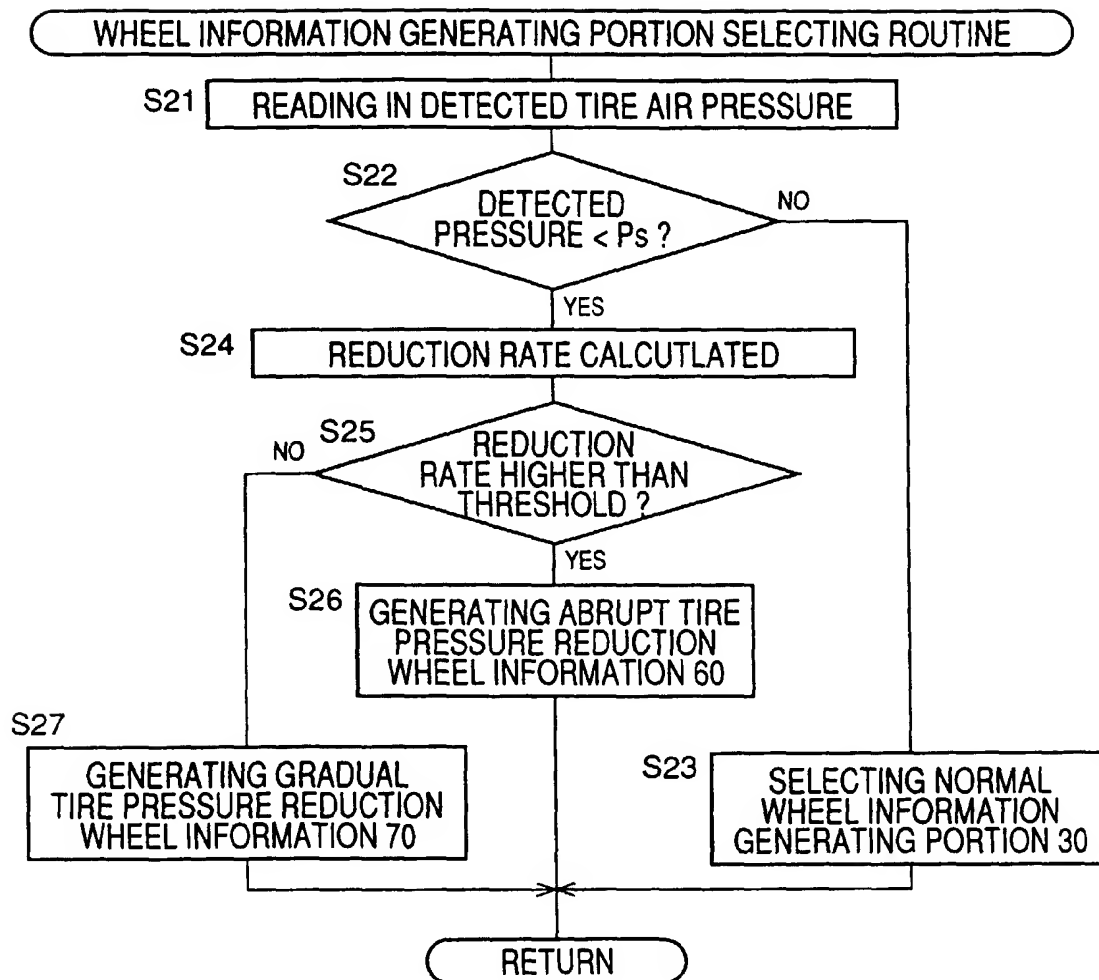 WHEEL INFORMATION GENERATING PORTION SELECTING ROUTINE
S21
READING IN DETECTED TIRE AIR PRESSURE
S22
DETECTED
PRESSURE < Ps ?
NO
YES
S24
REDUCTION RATE CALCUTLATED
S25
NO
REDUCTION
RATE HIGHER THAN
THRESHOLD ?
YES
S26
GENERATING ABRUPT TIRE
PRESSURE REDUCTION
WHEEL INFORMATION 60
S27
GENERATING GRADUAL
TIRE PRESSURE REDUCTION
WHEEL INFORMATION 70
S23
SELECTING NORMAL
WHEEL INFORMATION
GENERATING PORTION 30
RETURN